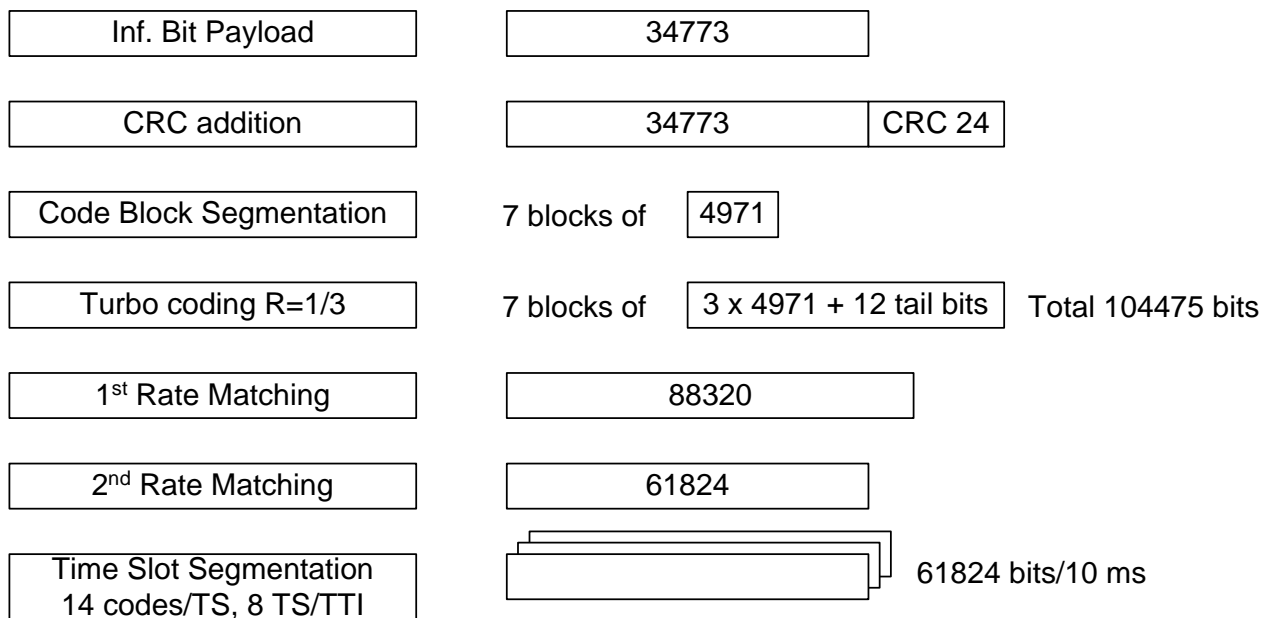 Inf. Bit Payload 34773
CRC addition 34773 CRC 24
Code Block Segmentation 7 blocks of 4971
Turbo coding R=1/3 7 blocks of 3 x 4971 + 12 tail bits Total 104475 bits
1st Rate Matching 88320
2nd Rate Matching 61824
Time Slot Segmentation
14 codes/TS, 8 TS/TTI
61824 bits/10 ms